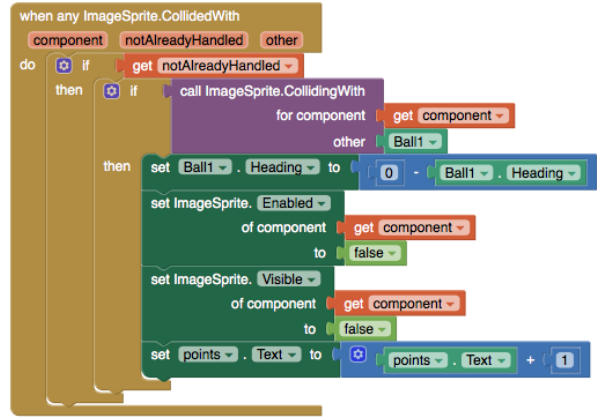 when any ImageSprite.CollidedWith
component notAlreadyHandled other
do if get notAlreadyHandled
then if call ImageSprite.CollidingWith
for component get component
other Ball1
then set Ball1 . Heading to 0 - Ball1 . Heading
set ImageSprite. Enabled
of component get component
to false
set ImageSprite. Visible
of component get component
to false
set points . Text to points . Text + 1